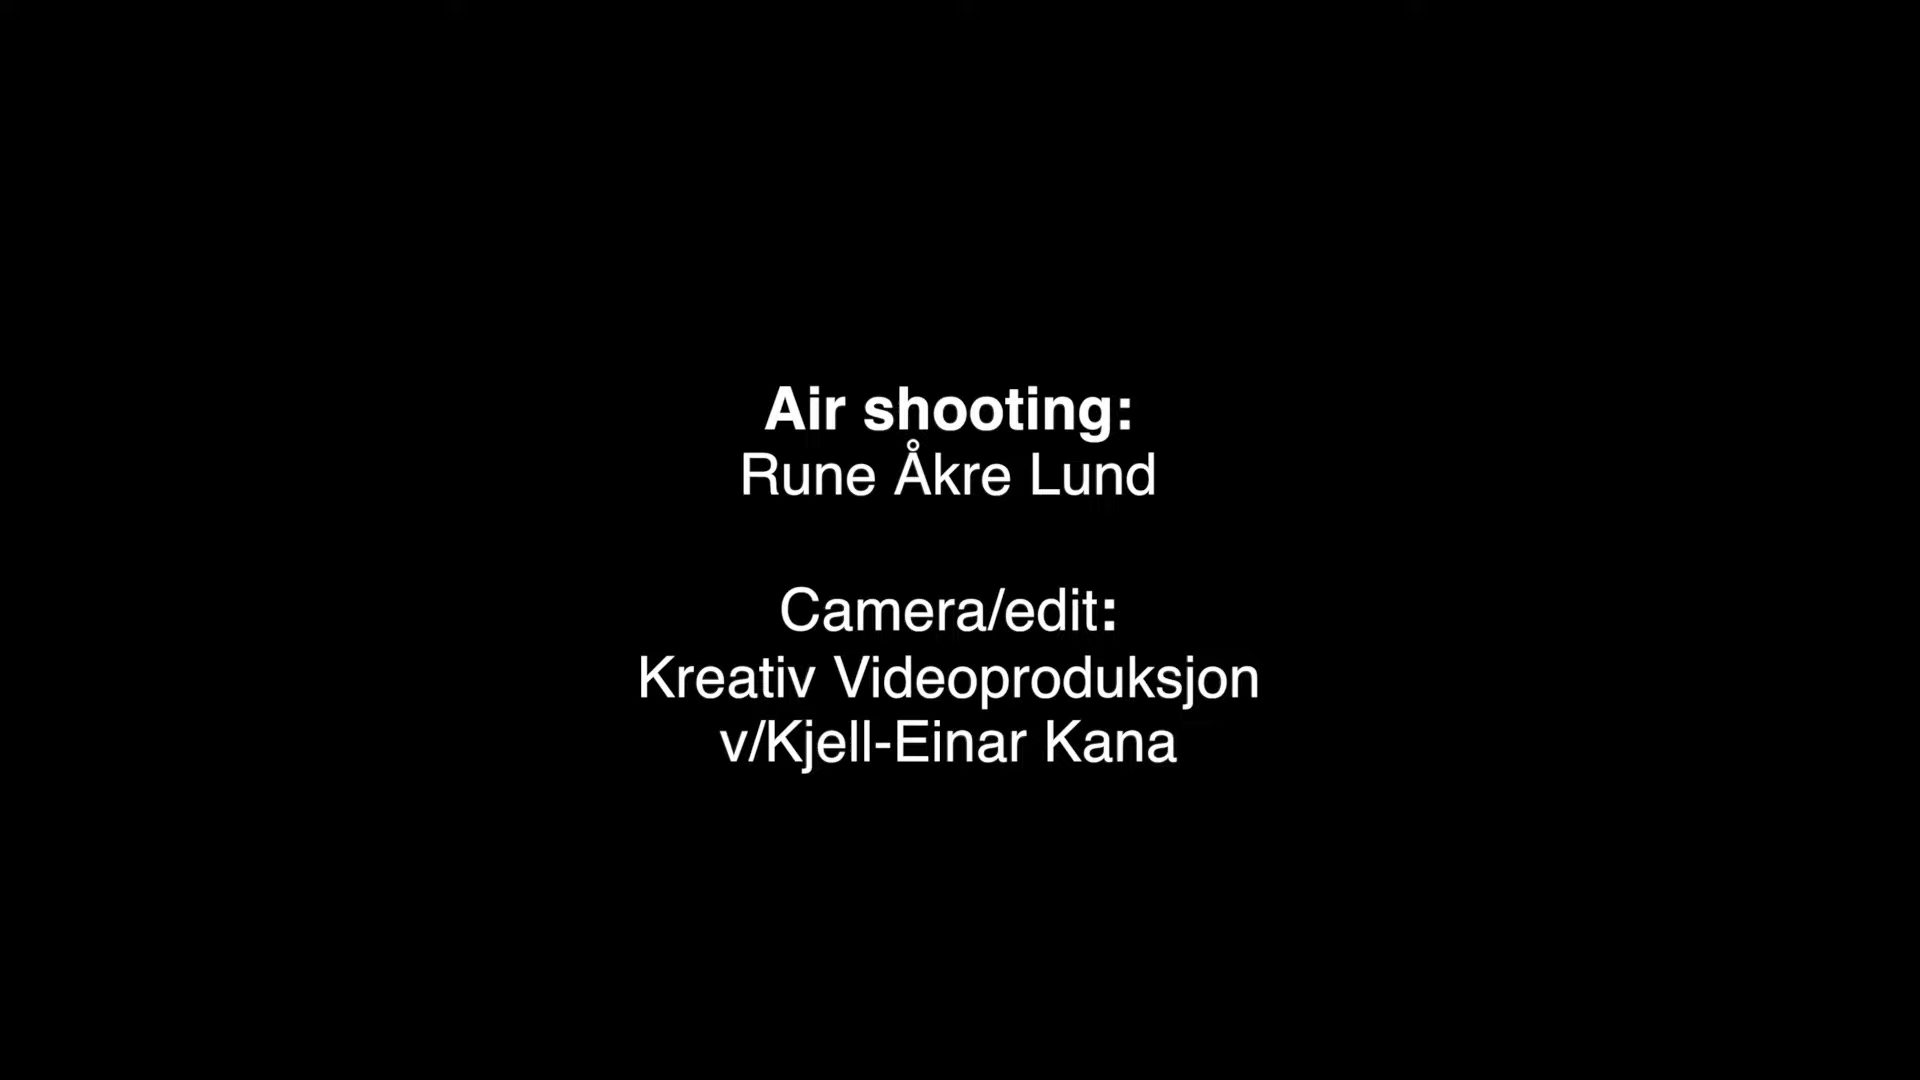 Air shooting:
Rune Åkre Lund
Camera/edit:
Kreativ Videoproduksjon
v/Kjell-Einar Kana